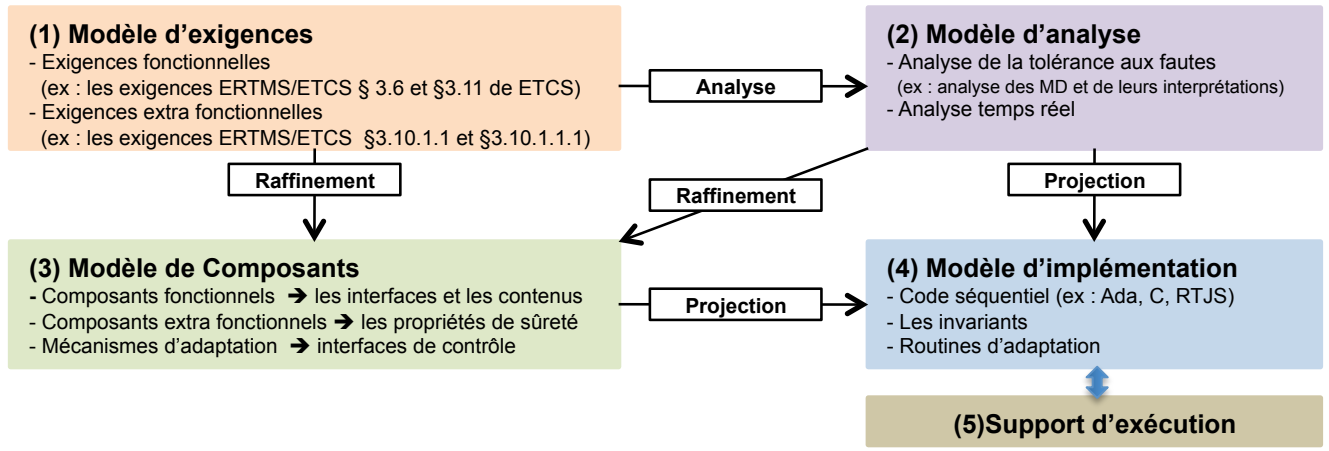 (1) Modèle d'exigences
- Exigences fonctionnelles
(ex : les exigences ERTMS/ETCS § 3.6 et §3.11 de ETCS)
- Exigences extra fonctionnelles
(ex : les exigences ERTMS/ETCS §3.10.1.1 et §3.10.1.1.1)
Analyse
(2) Modèle d'analyse
- Analyse de la tolérance aux fautes
(ex : analyse des MD et de leurs interprétations)
- Analyse temps réel
Raffinement
Raffinement
Projection
(3) Modèle de Composants
- Composants fonctionnels ➔ les interfaces et les contenus
- Composants extra fonctionnels ➔ les propriétés de sûreté
- Mécanismes d'adaptation ➔ interfaces de contrôle
Projection
(4) Modèle d'implémentation
- Code séquentiel (ex : Ada, C, RTJS)
- Les invariants
- Routines d'adaptation
(5)Support d'exécution